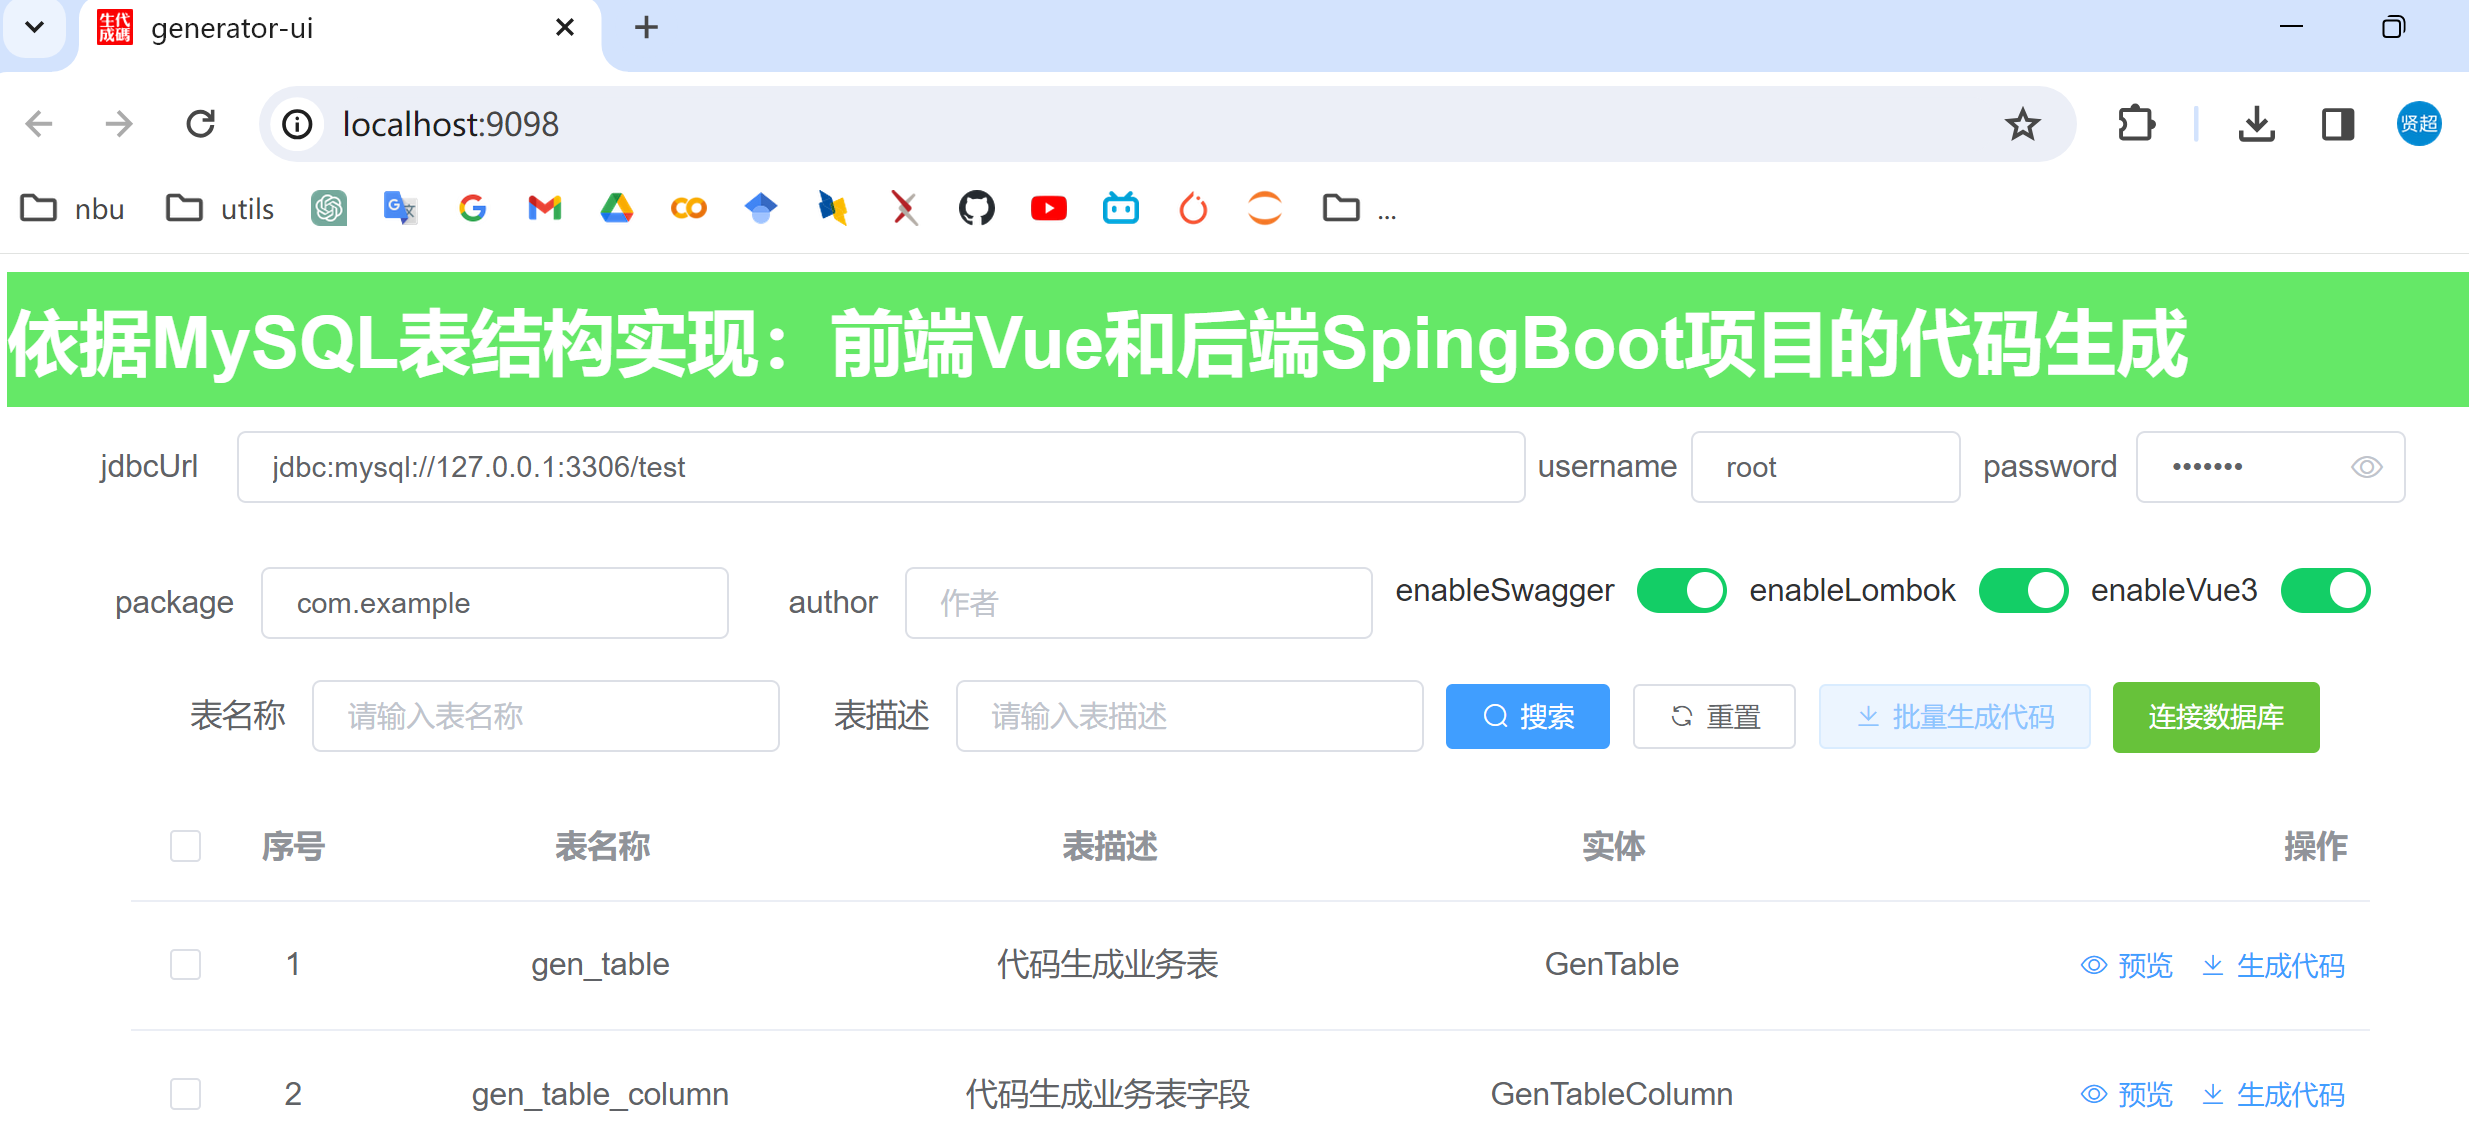 生代成碼 generator-ui
localhost:9098
nbu utils ...
依据MySQL表结构实现：前端Vue和后端SpingBoot项目的代码生成
jdbcUrl jdbc:mysql://127.0.0.1:3306/test username root password •••••••
package com.example author 作者 enableSwagger enableLombok enableVue3
表名称 请输入表名称 表描述 请输入表描述 搜索 重置 批量生成代码 连接数据库
序号 表名称 表描述 实体 操作
1 gen_table 代码生成业务表 GenTable 预览 生成代码
2 gen_table_column 代码生成业务表字段 GenTableColumn 预览 生成代码
贤超